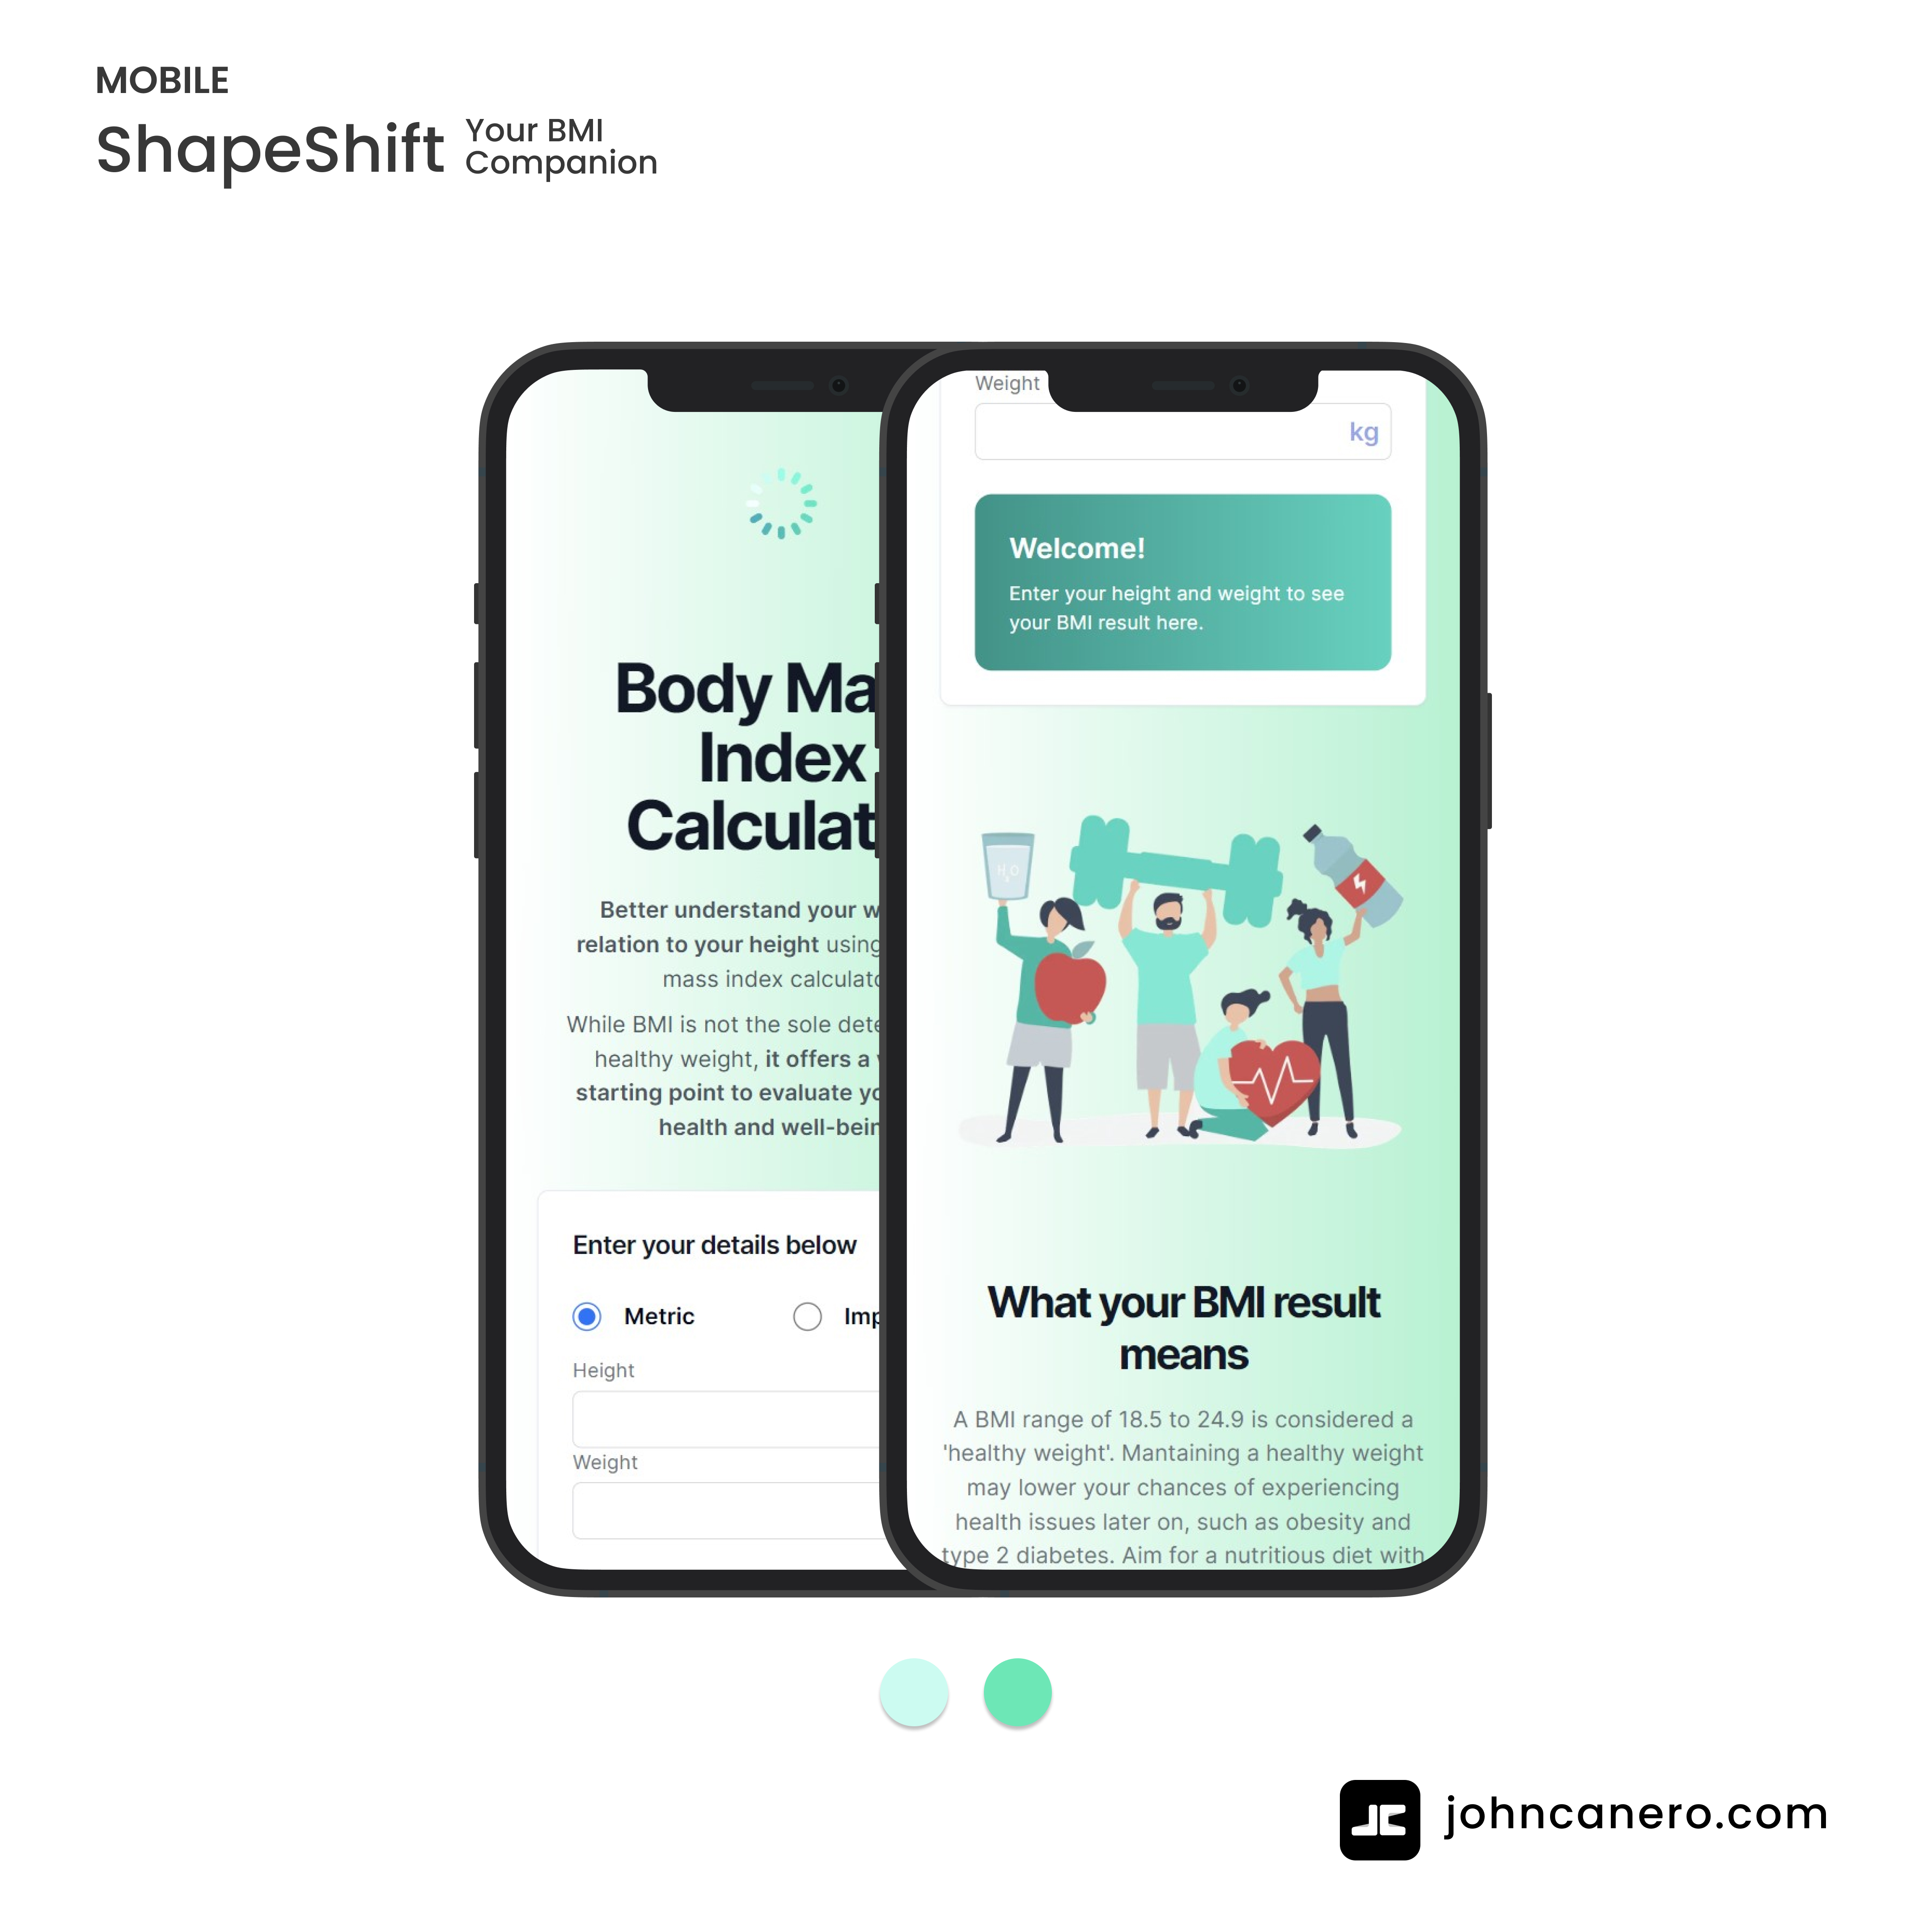 MOBILE
ShapeShift
Your BMI
Companion
Body Ma
Index
Calculat
Better understand your w
relation to your height using
mass index calculato
While BMI is not the sole dete
healthy weight, it offers a v
starting point to evaluate yo
health and well-bein
Enter your details below
Metric
Imp
Height
Weight
Weight
kg
Welcome!
Enter your height and weight to see
your BMI result here.
H2O
What your BMI result
means
A BMI range of 18.5 to 24.9 is considered a
'healthy weight'. Mantaining a healthy weight
may lower your chances of experiencing
health issues later on, such as obesity and
type 2 diabetes. Aim for a nutritious diet with
JC
johncanero.com